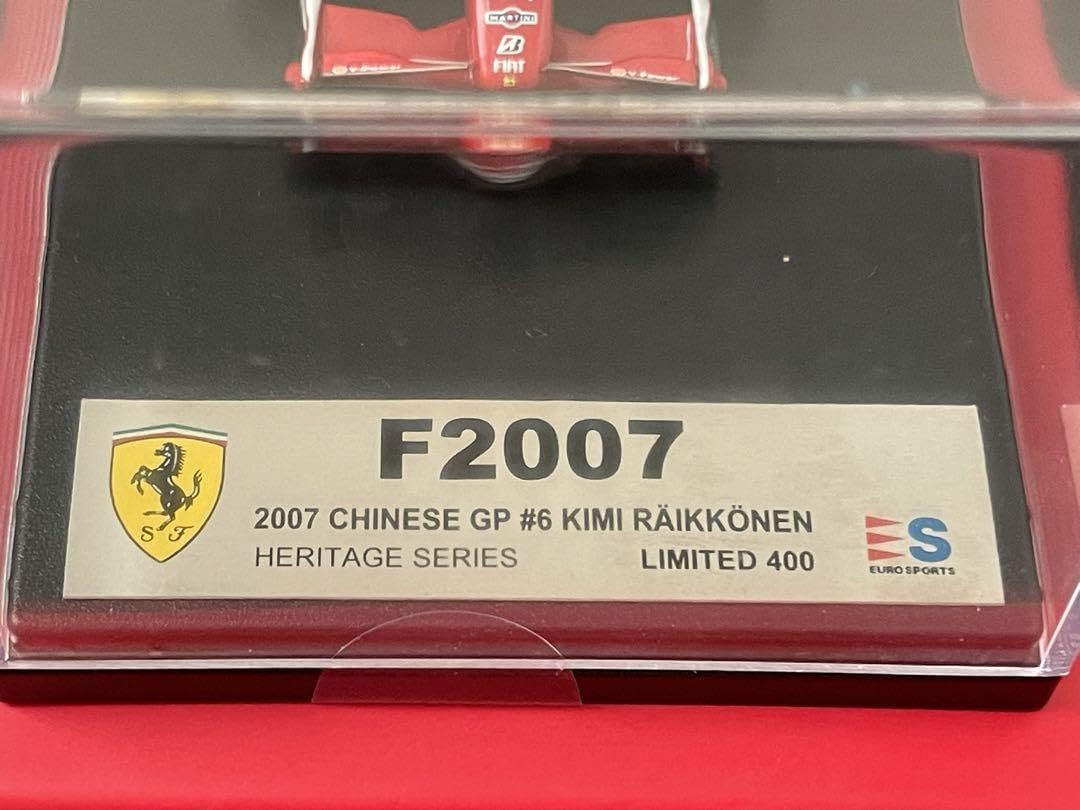 MARTINI
B
FIAT
F2007
2007 CHINESE GP #6 KIMI RÄIKKÖNEN
HERITAGE SERIES
LIMITED 400
S F
ES
EURO SPORTS